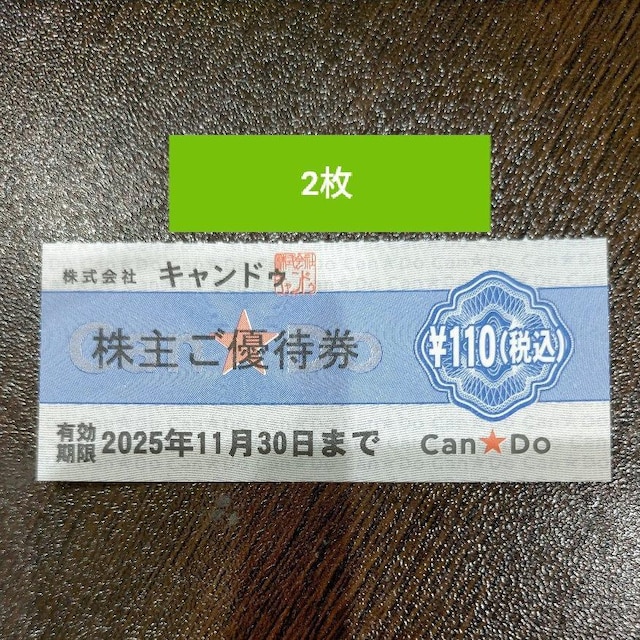 2枚
株式会社 キャンドゥ
株主ご優待券
¥110(税込)
有効期限 2025年11月30日まで
Can★Do